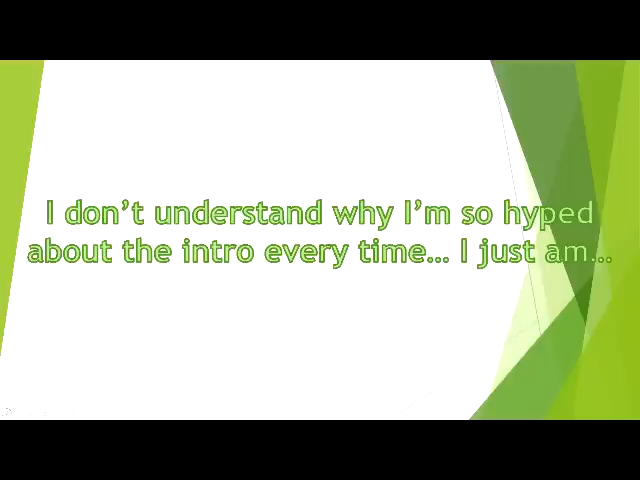 I don’t understand why I’m so hyped
about the intro every time... I just am...